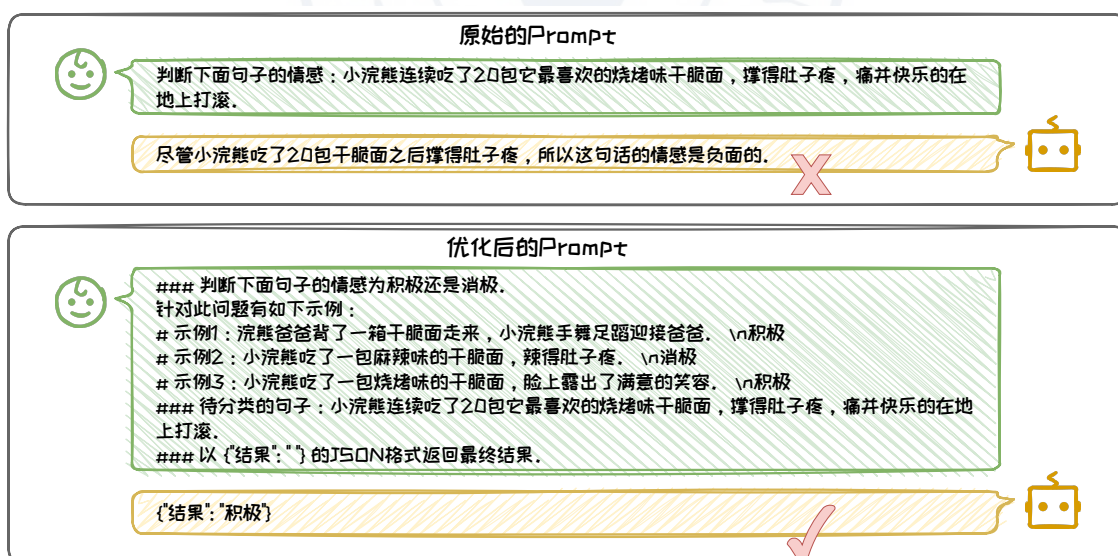 原始的Prompt
判断下面句子的情感：小浣熊连续吃了20包它最喜欢的烧烤味干脆面，撑得肚子疼，痛并快乐的在
地上打滚.
尽管小浣熊吃了20包干脆面之后撑得肚子疼，所以这句话的情感是负面的.
优化后的Prompt
### 判断下面句子的情感为积极还是消极.
针对此问题有如下示例：
# 示例1：浣熊爸爸背了一箱干脆面走来，小浣熊手舞足蹈迎接爸爸. \n积极
# 示例2：小浣熊吃了一包麻辣味的干脆面，辣得肚子疼. \n消极
# 示例3：小浣熊吃了一包烧烤味的干脆面，脸上露出了满意的笑容. \n积极
### 待分类的句子：小浣熊连续吃了20包它最喜欢的烧烤味干脆面，撑得肚子疼，痛并快乐的在地
上打滚.
### 以 {"结果": " "} 的JSON格式返回最终结果.
{"结果": "积极"}